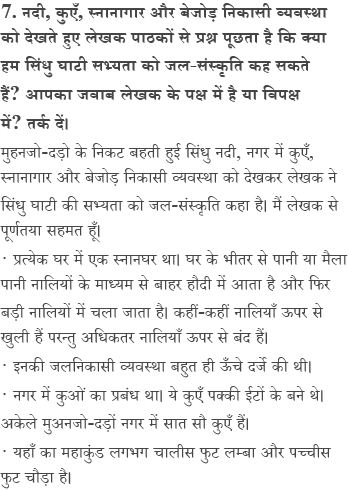 7. नदी, कुएँ, स्नानागार और बेजोड़ निकासी व्यवस्था
को देखते हुए लेखक पाठकों से प्रश्न पूछता है कि क्या
हम सिंधु घाटी सभ्यता को जल-संस्कृति कह सकते
हैं? आपका जवाब लेखक के पक्ष में है या विपक्ष
में? तर्क दें।
मुहनजो-दड़ो के निकट बहती हुई सिंधु नदी, नगर में कुएँ,
स्नानागार और बेजोड़ निकासी व्यवस्था को देखकर लेखक ने
सिंधु घाटी की सभ्यता को जल-संस्कृति कहा है। मैं लेखक से
पूर्णतया सहमत हूँ।
· प्रत्येक घर में एक स्नानघर था। घर के भीतर से पानी या मैला
पानी नालियों के माध्यम से बाहर हौदी में आता है और फिर
बड़ी नालियों में चला जाता है। कहीं-कहीं नालियाँ ऊपर से
खुली हैं परन्तु अधिकतर नालियाँ ऊपर से बंद हैं।
· इनकी जलनिकासी व्यवस्था बहुत ही ऊँचे दर्जे की थी।
· नगर में कुओं का प्रबंध था। ये कुएँ पक्की ईटों के बने थे।
अकेले मुअनजो-दड़ों नगर में सात सौ कुएँ हैं।
· यहाँ का महाकुंड लगभग चालीस फुट लम्बा और पच्चीस
फुट चौड़ा है।